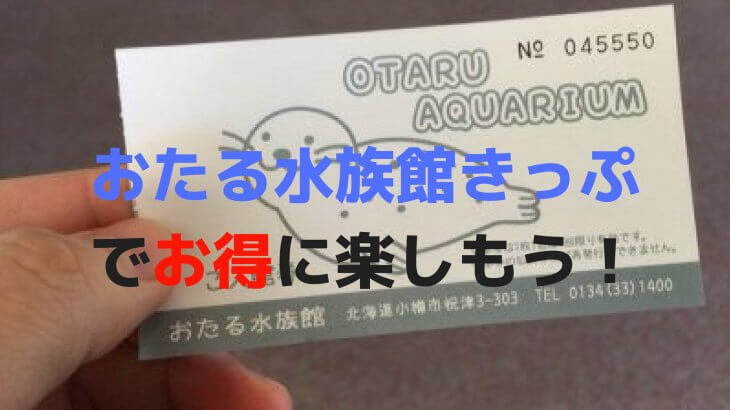 No 045550
OTARU
AQUARIUM
おたる水族館きっぷ
でお得に楽しもう！
おたる水族館 北海道小樽市祝津3-303 TEL 0134(33)1400